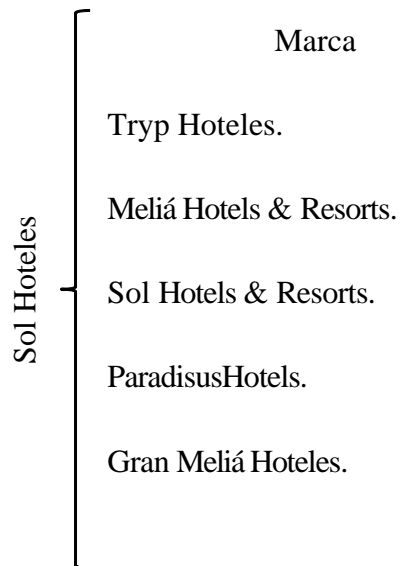 Marca
Tryp Hoteles.
Meliá Hotels & Resorts.
Sol Hoteles
Sol Hotels & Resorts.
ParadisusHotels.
Gran Meliá Hoteles.